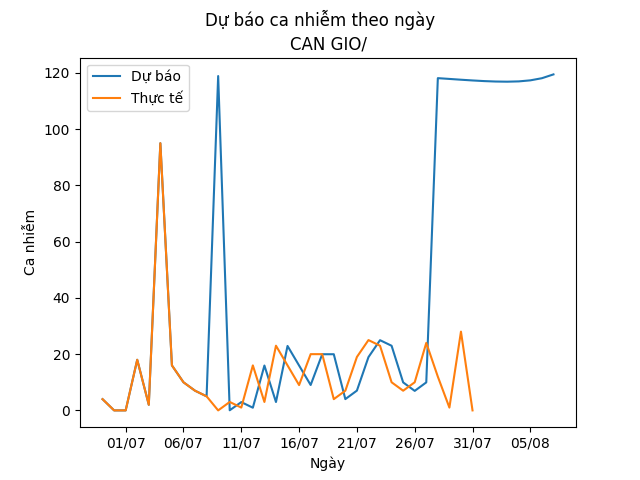 Dự báo ca nhiễm theo ngày
CAN GIO/
Dự báo
Thực tế
Ca nhiễm
120
100
80
60
40
20
0
01/07 06/07 11/07 16/07 21/07 26/07 31/07 05/08
Ngày